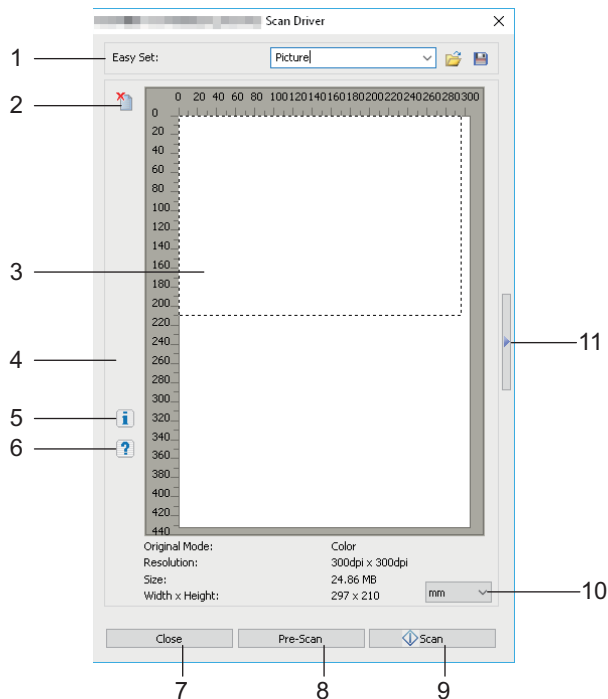 Scan Driver
1 Easy Set: Picture
2
0 20 40 60 80 100 120 140 160 180 200 220 240 260 280 300
0
20
40
60
80
100
120
140
3 160
180
200
220
240
11
4 260
280
300
5 320
340
6 360
380
400
420
440
Original Mode: Color
Resolution: 300dpi x 300dpi
Size: 24.86 MB
Width x Height: 297 x 210 mm 10
Close Pre-Scan Scan
7 8 9